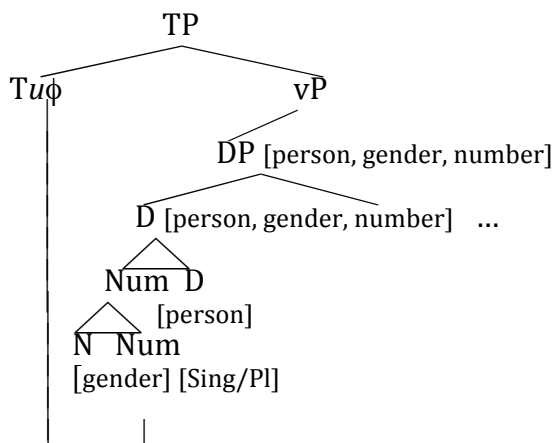 TP
Tuϕ vP
DP [person, gender, number]
D [person, gender, number] ...
Num D
[person]
N Num
[gender] [Sing/Pl]